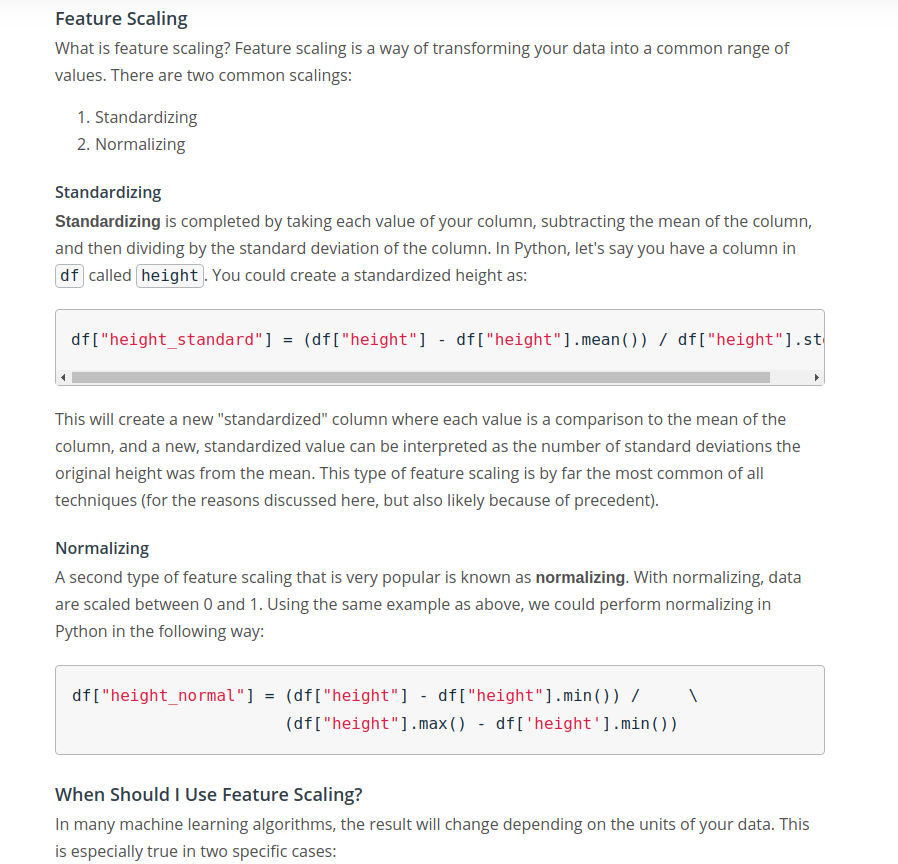 Feature Scaling
What is feature scaling? Feature scaling is a way of transforming your data into a common range of
values. There are two common scalings:
1. Standardizing
2. Normalizing
Standardizing
Standardizing is completed by taking each value of your column, subtracting the mean of the column,
and then dividing by the standard deviation of the column. In Python, let's say you have a column in
df called height. You could create a standardized height as:
df["height_standard"] = (df["height"] - df["height"].mean()) / df["height"].st
This will create a new "standardized" column where each value is a comparison to the mean of the
column, and a new, standardized value can be interpreted as the number of standard deviations the
original height was from the mean. This type of feature scaling is by far the most common of all
techniques (for the reasons discussed here, but also likely because of precedent).
Normalizing
A second type of feature scaling that is very popular is known as normalizing. With normalizing, data
are scaled between 0 and 1. Using the same example as above, we could perform normalizing in
Python in the following way:
df["height_normal"] = (df["height"] - df["height"].min()) /     \
(df["height"].max() - df['height'].min())
When Should I Use Feature Scaling?
In many machine learning algorithms, the result will change depending on the units of your data. This
is especially true in two specific cases: